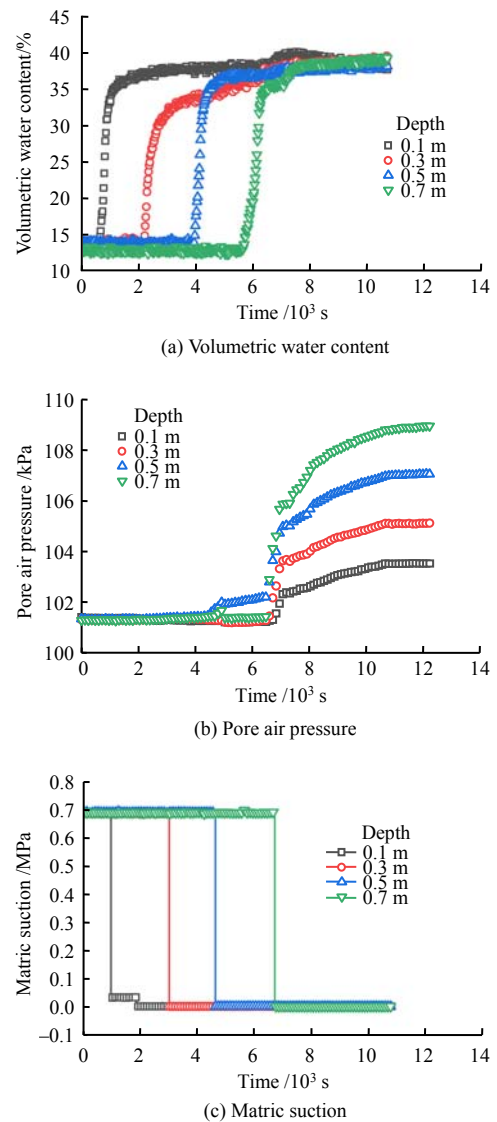 45
40
35
30
25
20
15
10
Volumetric water content/%
Depth
0.1 m
0.3 m
0.5 m
0.7 m
0 2 4 6 8 10 12 14
Time /10³ s
(a) Volumetric water content
110
108
106
104
102
100
Pore air pressure /kPa
Depth
0.1 m
0.3 m
0.5 m
0.7 m
0 2 4 6 8 10 12 14
Time /10³ s
(b) Pore air pressure
0.8
0.7
0.6
0.5
0.4
0.3
0.2
0.1
0.0
–0.1
Matric suction /MPa
Depth
0.1 m
0.3 m
0.5 m
0.7 m
0 2 4 6 8 10 12 14
Time /10³ s
(c) Matric suction